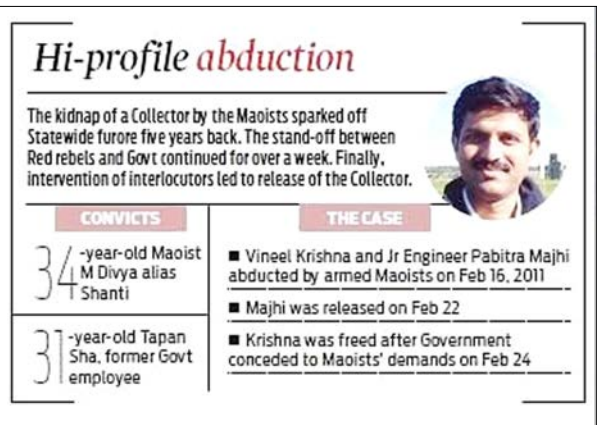 Hi-profile abduction
The kidnap of a Collector by the Maoists sparked off
Statewide furore five years back. The stand-off between
Red rebels and Govt continued for over a week. Finally,
intervention of interlocutors led to release of the Collector.
CONVICTS
34-year-old Maoist
M Divya alias
Shanti
31-year-old Tapan
Sha, former Govt
employee
THE CASE
■ Vineel Krishna and Jr Engineer Pabitra Majhi
abducted by armed Maoists on Feb 16, 2011
■ Majhi was released on Feb 22
■ Krishna was freed after Government
conceded to Maoists' demands on Feb 24